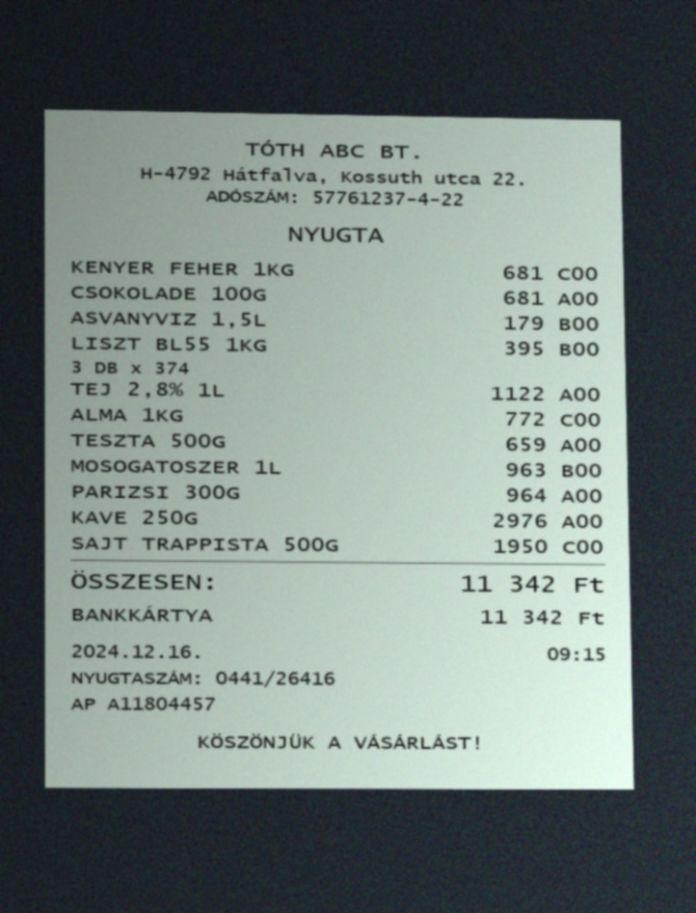 TÓTH ABC BT.
H-4792 Hátfalva, Kossuth utca 22.
ADÓSZÁM: 57761237-4-22
NYUGTA
KENYER FEHER 1KG 681 C00
CSOKOLADE 100G 681 A00
ASVANYVIZ 1,5L 179 B00
LISZT BL55 1KG 395 B00
3 DB x 374
TEJ 2,8% 1L 1122 A00
ALMA 1KG 772 C00
TESZTA 500G 659 A00
MOSOGATOSZER 1L 963 B00
PARIZSI 300G 964 A00
KAVE 250G 2976 A00
SAJT TRAPPISTA 500G 1950 C00
ÖSSZESEN: 11 342 Ft
BANKKÁRTYA 11 342 Ft
2024.12.16. 09:15
NYUGTASZÁM: 0441/26416
AP A11804457
KÖSZÖNJÜK A VÁSÁRLÁST!